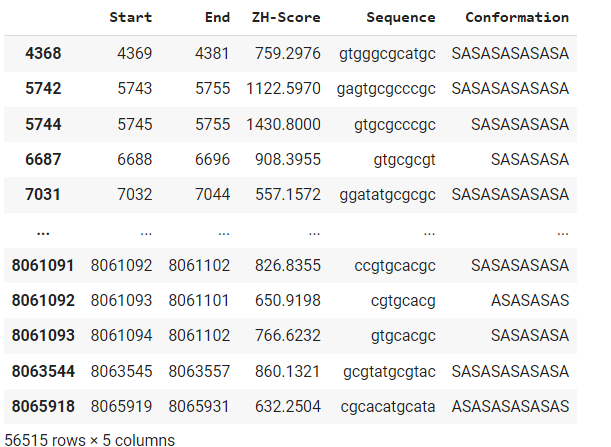 Start End ZH-Score Sequence Conformation
4368 4369 4381 759.2976 gtgggcgcatgc SASASASASASA
5742 5743 5755 1122.5970 gagtgcgcccgc SASASASASASA
5744 5745 5755 1430.8000 gtgcgcccgc SASASASASA
6687 6688 6696 908.3955 gtgcgcgt SASASASA
7031 7032 7044 557.1572 ggatatgcgcgc SASASASASASA
... ... ... ... ... ...
8061091 8061092 8061102 826.8355 ccgtgcacgc SASASASASA
8061092 8061093 8061101 650.9198 cgtgcacg ASASASAS
8061093 8061094 8061102 766.6232 gtgcacgc SASASASA
8063544 8063545 8063557 860.1321 gcgtatgcgtac SASASASASASA
8065918 8065919 8065931 632.2504 cgcacatgcata ASASASASASAS
56515 rows × 5 columns